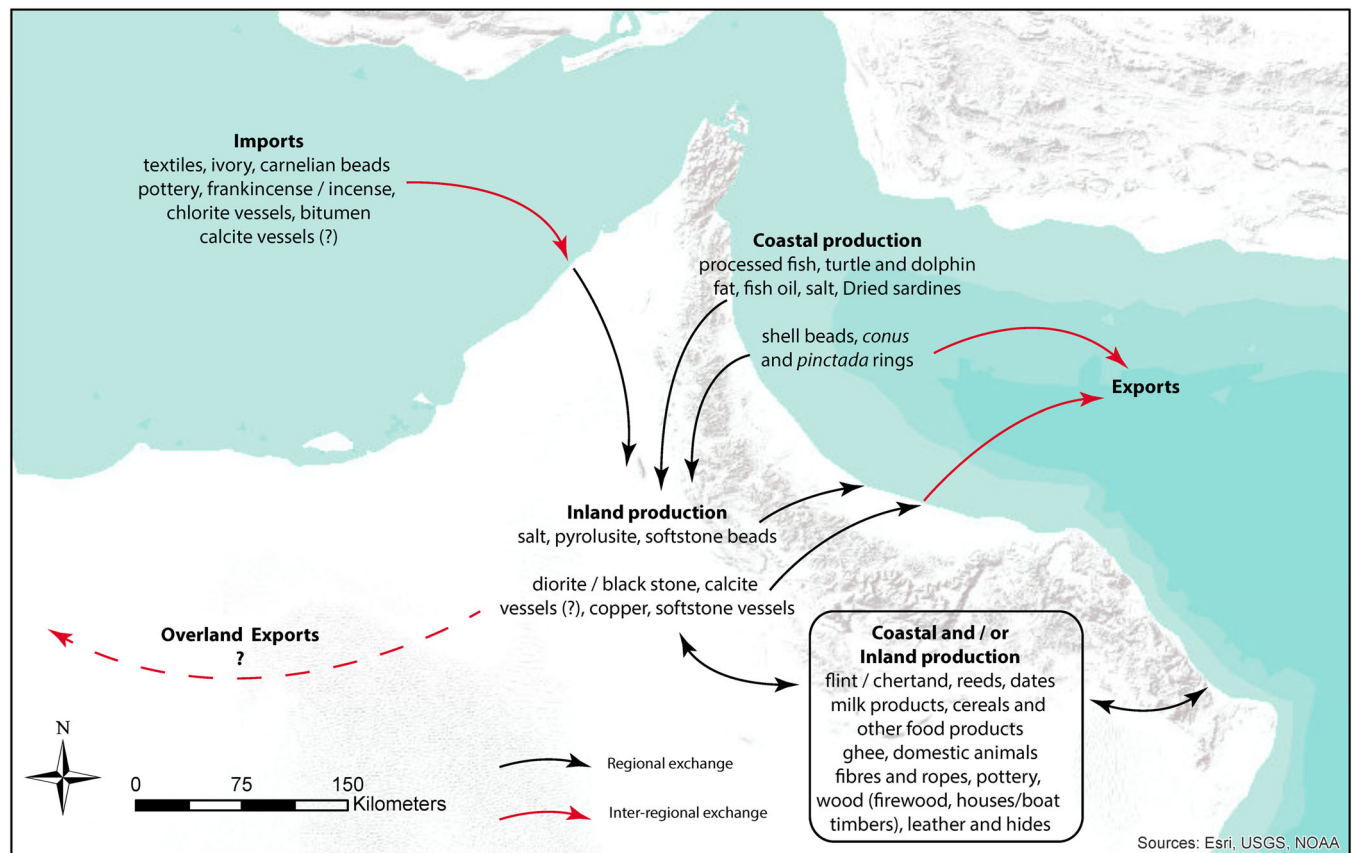 Imports
textiles, ivory, carnelian beads
pottery, frankincense / incense,
chlorite vessels, bitumen
calcite vessels (?)
Coastal production
processed fish, turtle and dolphin
fat, fish oil, salt, Dried sardines
shell beads, conus
and pinctada rings
Exports
Inland production
salt, pyrolusite, softstone beads
diorite / black stone, calcite
vessels (?), copper, softstone vessels
Overland Exports
?
Coastal and / or
Inland production
flint / chertand, reeds, dates
milk products, cereals and
other food products
ghee, domestic animals
fibres and ropes, pottery,
wood (firewood, houses/boat
timbers), leather and hides
N
0 75 150
Kilometers
Regional exchange
Inter-regional exchange
Sources: Esri, USGS, NOAA